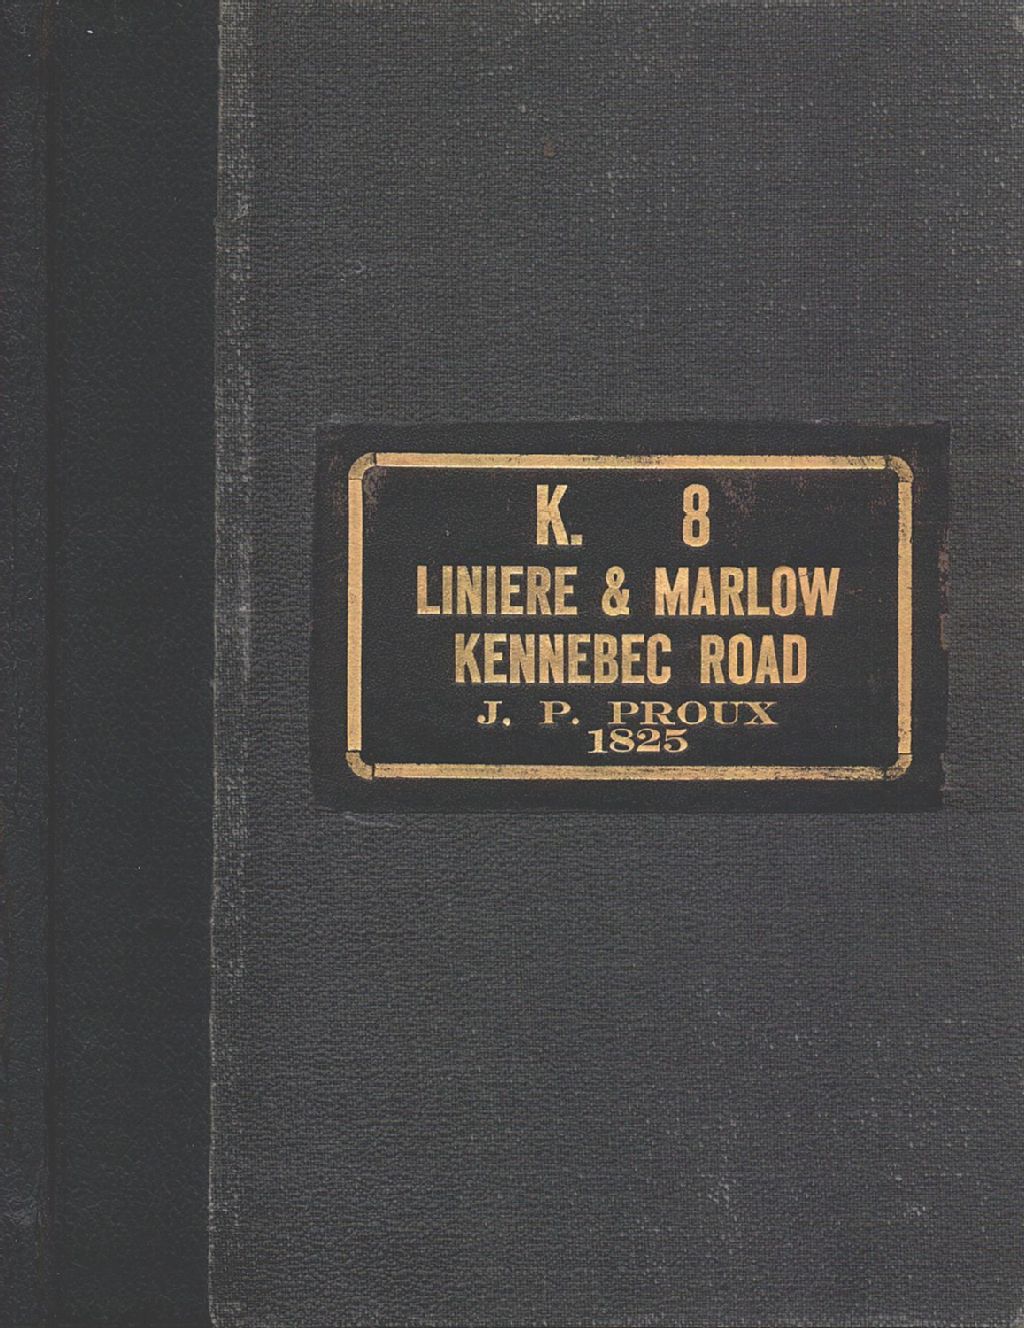 K. 8
LINIERE & MARLOW
KENNEBEC ROAD
J. P. PROUX
1825